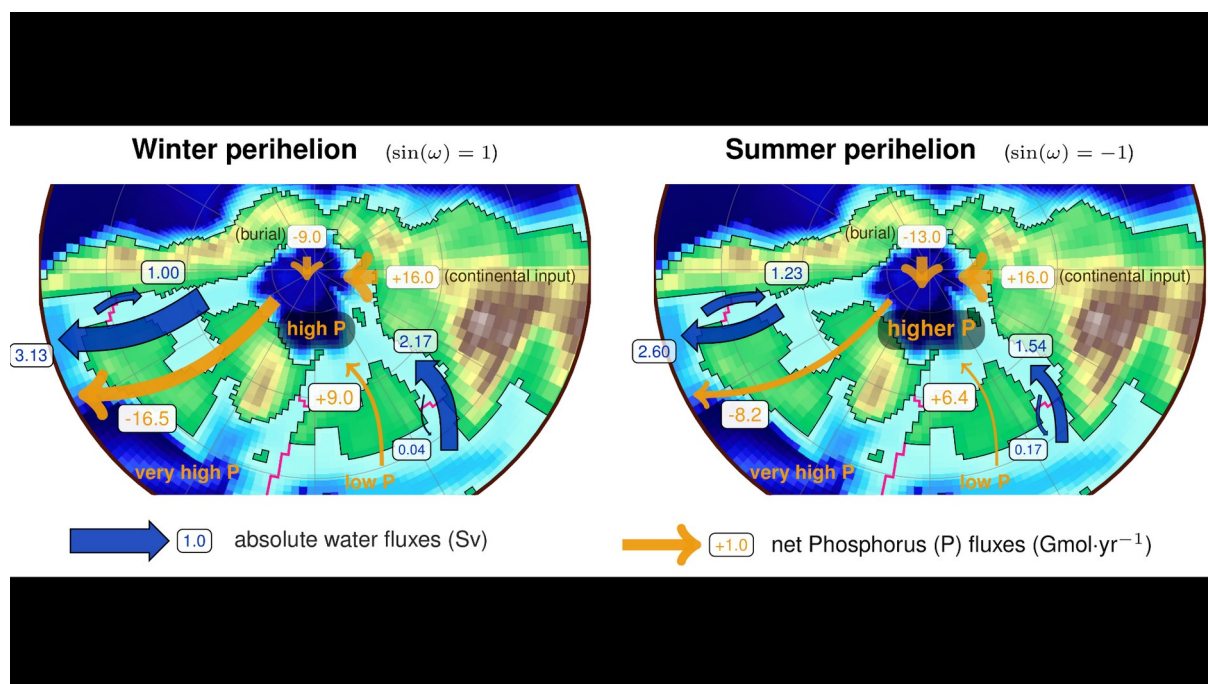 Winter perihelion (sin(ω) = 1)
(burial) -9.0
1.00
+16.0 (continental input)
high P
2.17
3.13
+9.0
-16.5
0.04
very high P
low P
Summer perihelion (sin(ω) = −1)
(burial) -13.0
1.23
+16.0 (continental input)
higher P
1.54
2.60
+6.4
-8.2
0.17
very high P
low P
1.0 absolute water fluxes (Sv)
+1.0 net Phosphorus (P) fluxes (Gmol·yr⁻¹)